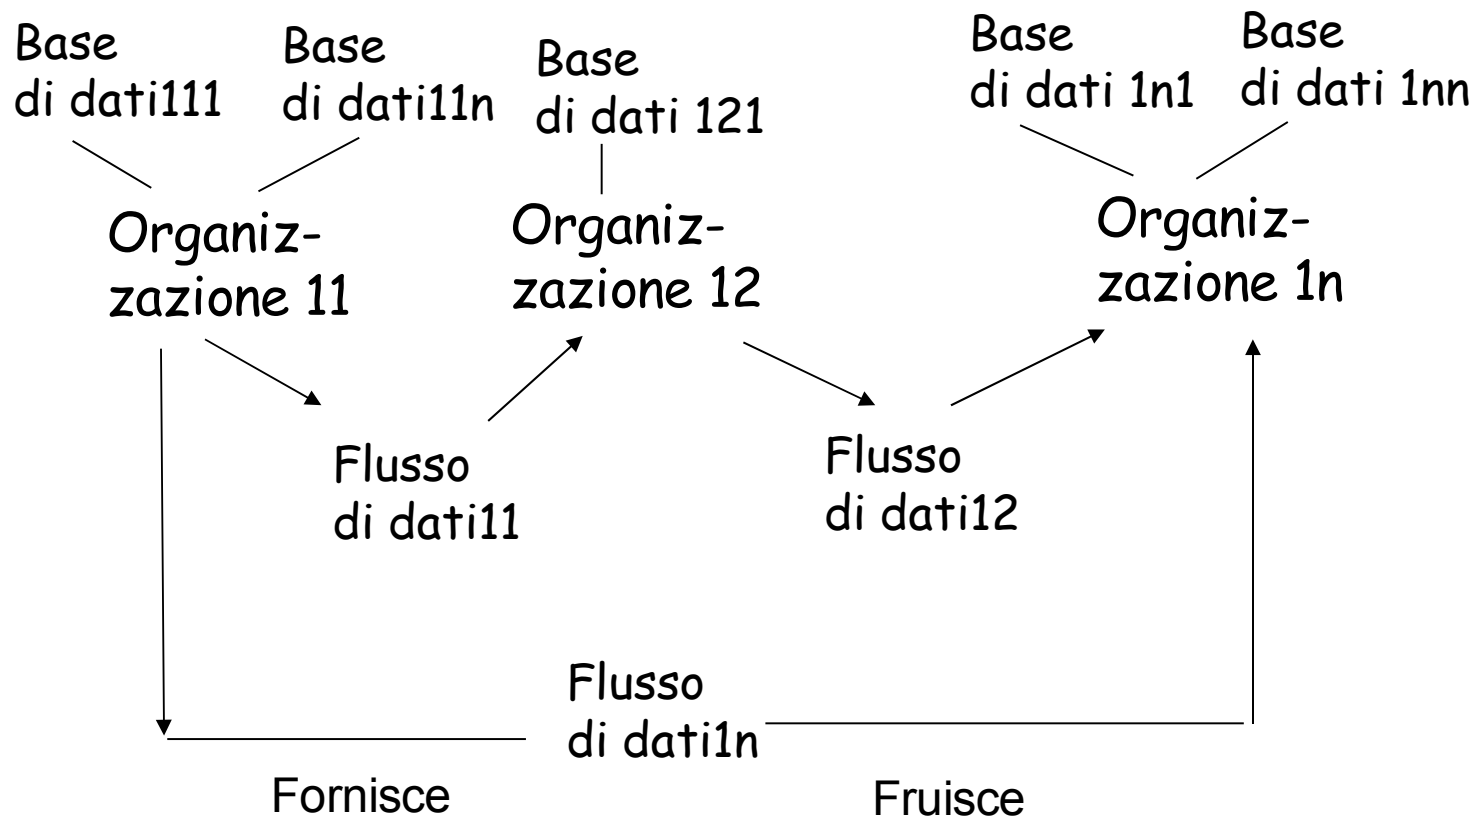 Base
di dati111
Base
di dati11n
Base
di dati 121
Base
di dati 1n1
Base
di dati 1nn
Organiz-
zazione 11
Organiz-
zazione 12
Organiz-
zazione 1n
Flusso
di dati11
Flusso
di dati12
Flusso
di dati1n
Fornisce
Fruisce